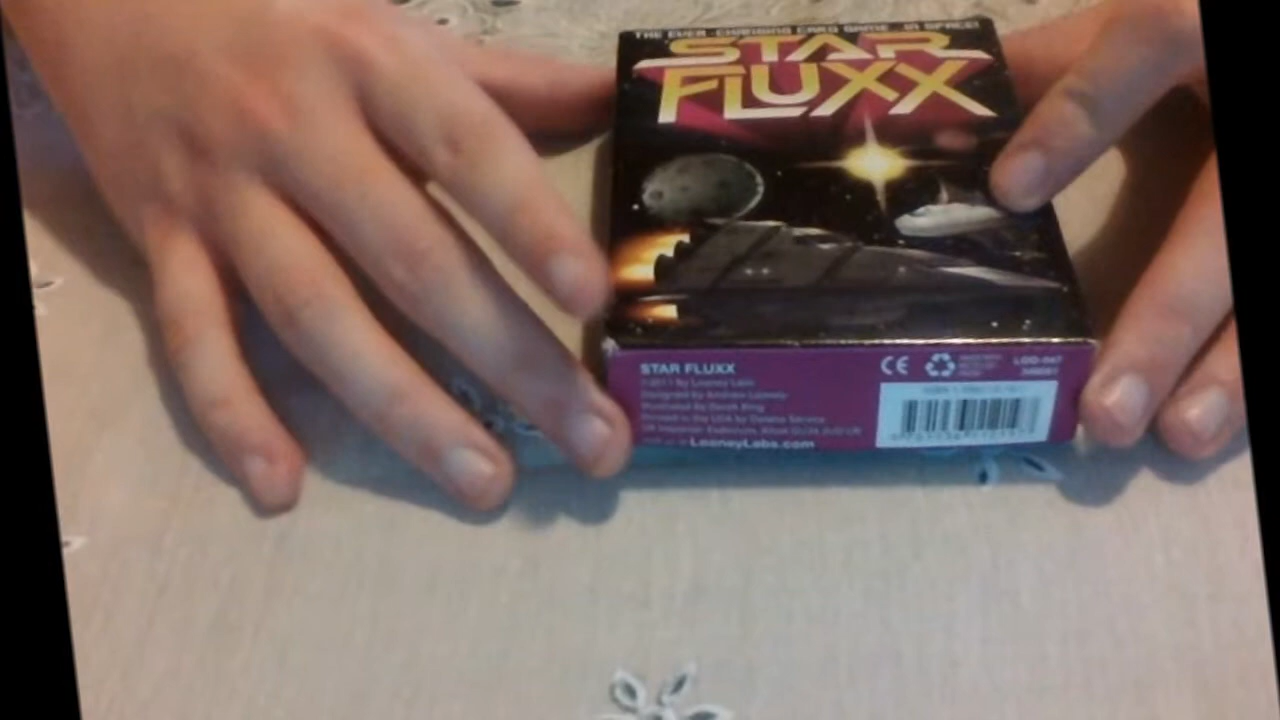 THE EVER-CHANGING CARD GAME...IN SPACE!
STAR
FLUXX
STAR FLUXX
©2011 by Looney Labs
Designed by Andrew Looney
Illustrated by Derek Ring
Printed in the USA by Delano Service
LooneyLabs.com
CE
LOO-047